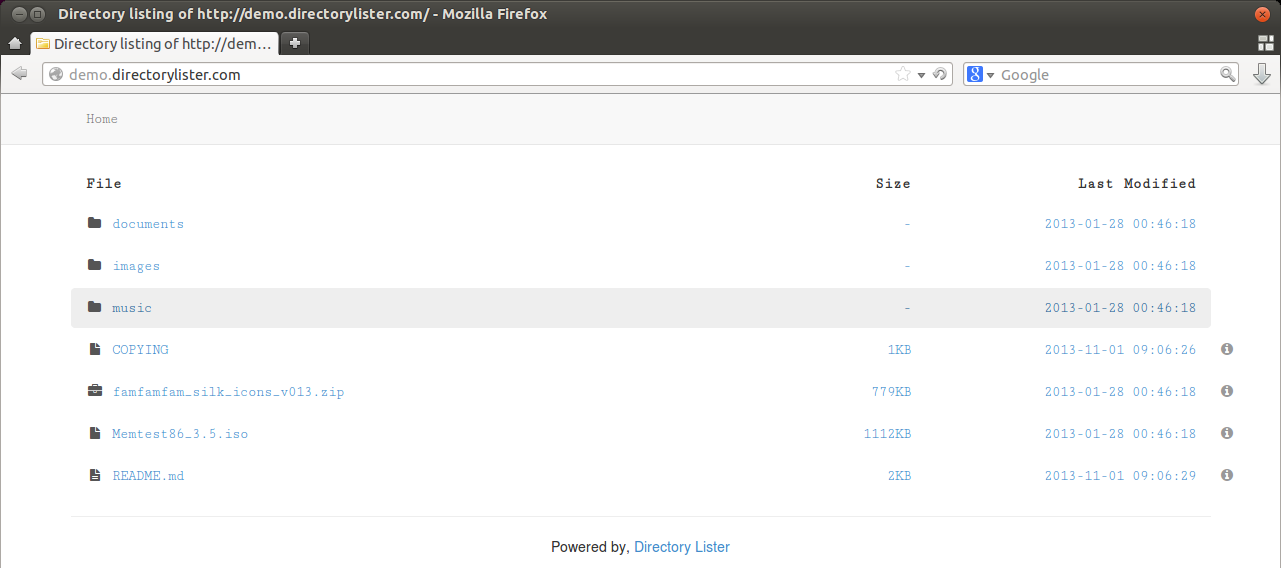 Directory listing of http://demo.directorylister.com/ - Mozilla Firefox
Directory listing of http://dem...
demo.directorylister.com
Google
Home
File Size Last Modified
documents - 2013-01-28 00:46:18
images - 2013-01-28 00:46:18
music - 2013-01-28 00:46:18
COPYING 1KB 2013-11-01 09:06:26
famfamfam_silk_icons_v013.zip 779KB 2013-01-28 00:46:18
Memtest86_3.5.iso 1112KB 2013-01-28 00:46:18
README.md 2KB 2013-11-01 09:06:29
Powered by, Directory Lister